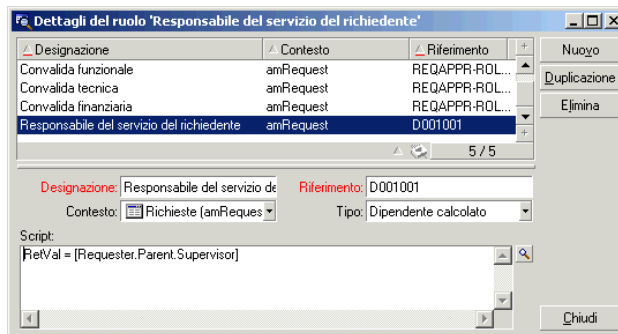 Dettagli del ruolo 'Responsabile del servizio del richiedente'
Designazione Contesto Riferimento
Nuovo
Convalida funzionale amRequest REQAPPR-ROL...
Convalida tecnica amRequest REQAPPR-ROL...
Duplicazione
Convalida finanziaria amRequest REQAPPR-ROL...
Elimina
Responsabile del servizio del richiedente amRequest D001001
5 / 5
Designazione: Responsabile del servizio de Riferimento: D001001
Contesto: Richieste (amReques Tipo: Dipendente calcolato
Script:
RetVal = [Requester.Parent.Supervisor]
Chiudi